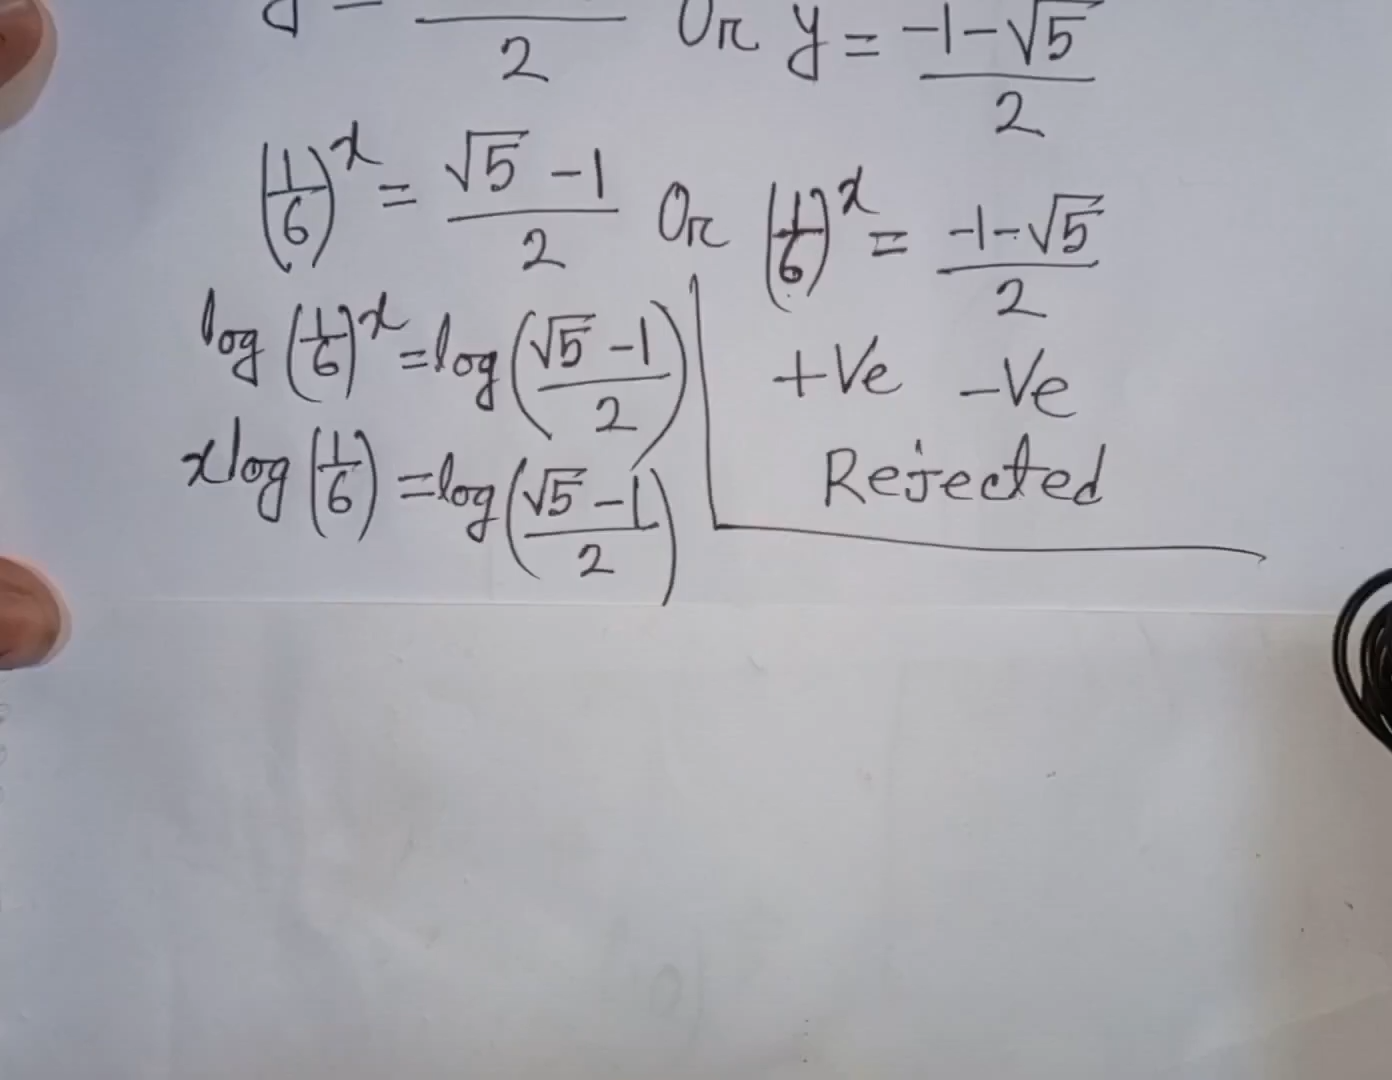 2 Or y = (-1-√5)/2
(1/6)^x = (√5 -1)/2 Or (1/6)^x = (-1-√5)/2
log (1/6)^x = log ((√5 -1)/2) +Ve -Ve
x log (1/6) = log ((√5 -1)/2) Rejected